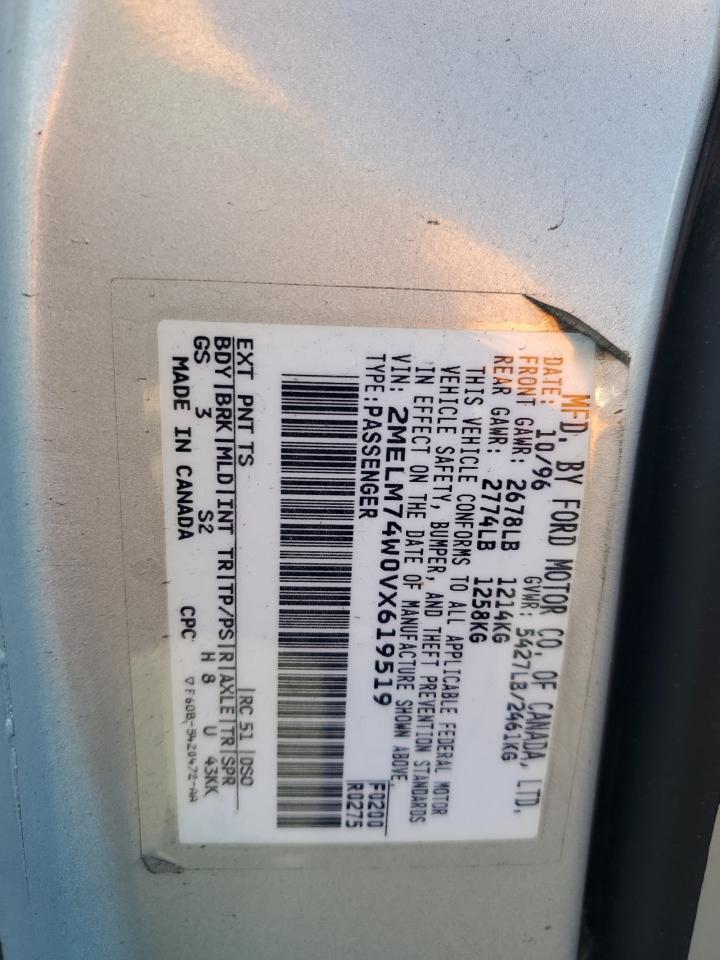 MFD. BY FORD MOTOR CO. OF CANADA, LTD.
DATE: 10/96 GVWR: 5427LB/2461KG
FRONT GAWR: 2678LB 1214KG
REAR GAWR: 2774LB 1258KG
THIS VEHICLE CONFORMS TO ALL APPLICABLE FEDERAL MOTOR
VEHICLE SAFETY, BUMPER, AND THEFT PREVENTION STANDARDS
IN EFFECT ON THE DATE OF MANUFACTURE SHOWN ABOVE.
VIN: 2MELM74W0VX619519 F0200
TYPE: PASSENGER R0275
EXT PNT TS |RC 51 |DSO
BDY|BRK|MLD|INT TR|TP/PS|R|AXLE|TR|SPR
GS 3 S2 H 8 U 43KK
MADE IN CANADA CPC ▽F60B-5420472-AA